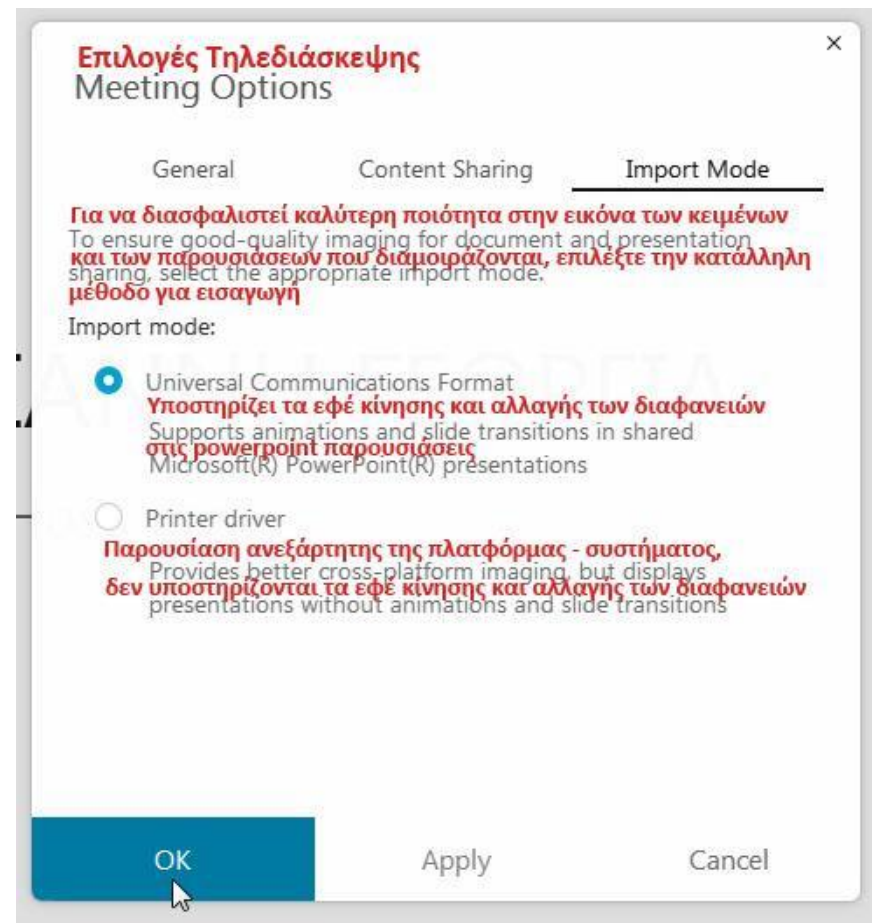 ×
Επιλογές Τηλεδιάσκεψης
Meeting Options
General Content Sharing Import Mode
Για να διασφαλιστεί καλύτερη ποιότητα στην εικόνα των κειμένων
To ensure good-quality imaging for document and presentation
και των παρουσιάσεων που διαμοιράζονται, επιλέξτε την κατάλληλη
sharing, select the appropriate import mode.
μέθοδο για εισαγωγή
Import mode:
Universal Communications Format
Υποστηρίζει τα εφέ κίνησης και αλλαγής των διαφανειών
Supports animations and slide transitions in shared
στις powerpoint παρουσιάσεις
Microsoft(R) PowerPoint(R) presentations
Printer driver
Παρουσίαση ανεξάρτητης της πλατφόρμας - συστήματος,
Provides better cross-platform imaging, but displays
δεν υποστηρίζονται τα εφέ κίνησης και αλλαγής των διαφανειών
presentations without animations and slide transitions
OK Apply Cancel